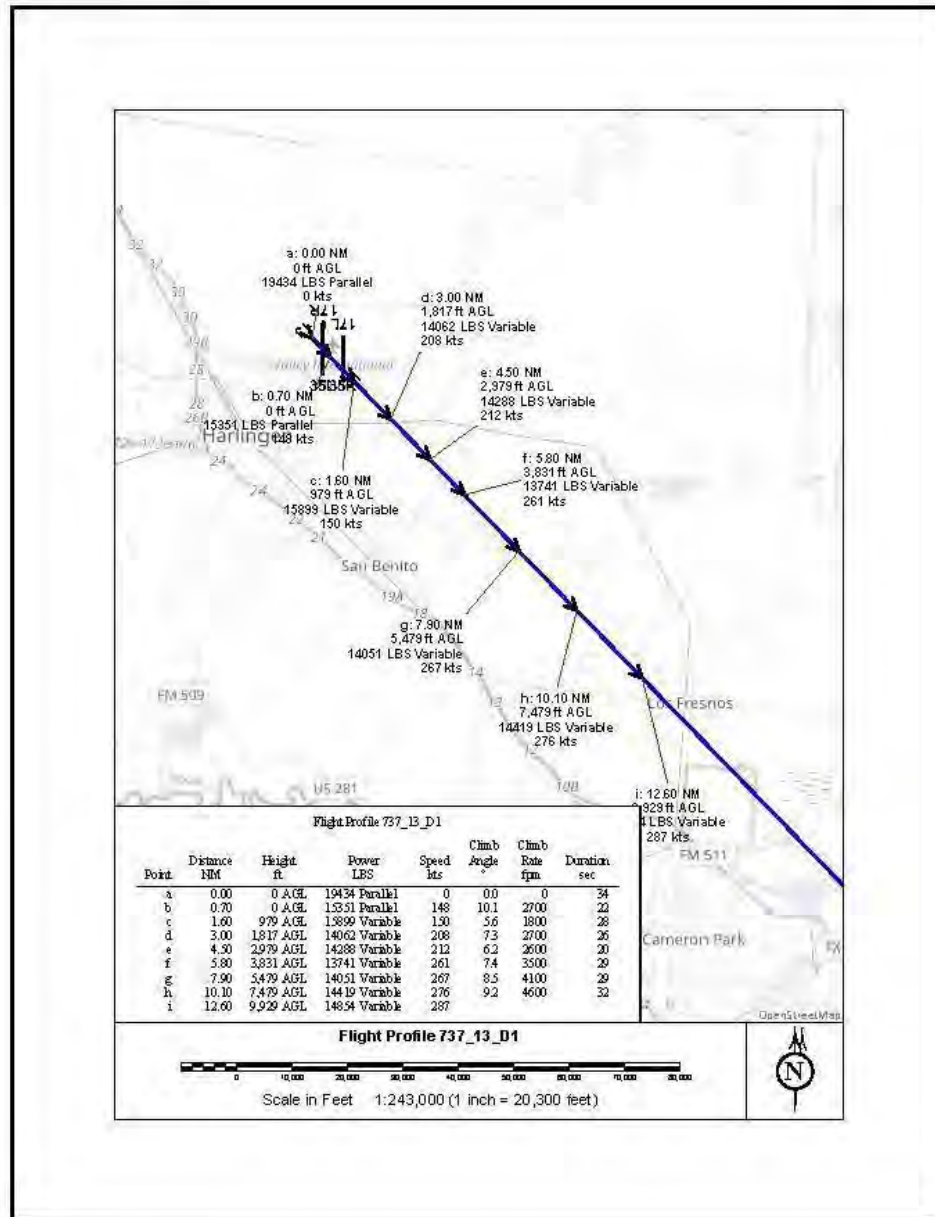 a: 0.00 NM
0 ft AGL
19434 LBS Parallel
0 kts
17R
17L
d: 3.00 NM
1,817 ft AGL
14062 LBS Variable
208 kts
e: 4.50 NM
2,979 ft AGL
14288 LBS Variable
212 kts
b: 0.70 NM
0 ft AGL
15351 LBS Parallel
148 kts
Harlingen
f: 5.80 NM
3,831 ft AGL
13741 LBS Variable
261 kts
c: 1.60 NM
979 ft AGL
15899 LBS Variable
150 kts
San Benito
g: 7.90 NM
5,479 ft AGL
14051 LBS Variable
267 kts
FM 509
h: 10.10 NM
7,479 ft AGL
14419 LBS Variable
276 kts
Los Fresnos
US 281
i: 12.60 NM
9,929 ft AGL
LBS Variable
287 kts
FM 511
Cameron Park
OpenStreetMap
Flight Profile 737_13_D1
Point Distance NM Height ft Power LBS Speed kts Climb Angle ° Climb Rate fpm Duration sec
a 0.00 0 AGL 19434 Parallel 0 0.0 0 34
b 0.70 0 AGL 15351 Parallel 148 10.1 2700 22
c 1.60 979 AGL 15899 Variable 150 5.6 1800 28
d 3.00 1,817 AGL 14062 Variable 208 7.3 2700 26
e 4.50 2,979 AGL 14288 Variable 212 6.2 2600 20
f 5.80 3,831 AGL 13741 Variable 261 7.4 3500 29
g 7.90 5,479 AGL 14051 Variable 267 8.5 4100 29
h 10.10 7,479 AGL 14419 Variable 276 9.2 4600 32
i 12.60 9,929 AGL 14854 Variable 287
Flight Profile 737_13_D1
0 10,000 20,000 30,000 40,000 50,000 60,000 70,000 80,000
Scale in Feet 1:243,000 (1 inch = 20,300 feet)
N